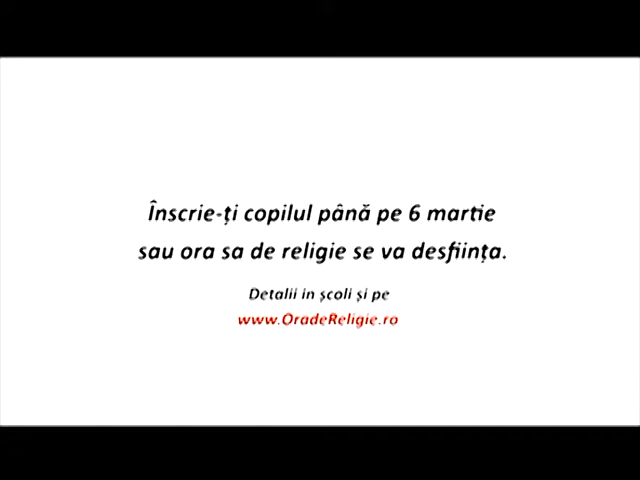 Înscrie-ți copilul până pe 6 martie
sau ora sa de religie se va desființa.
Detalii in școli și pe
www.OradeReligie.ro